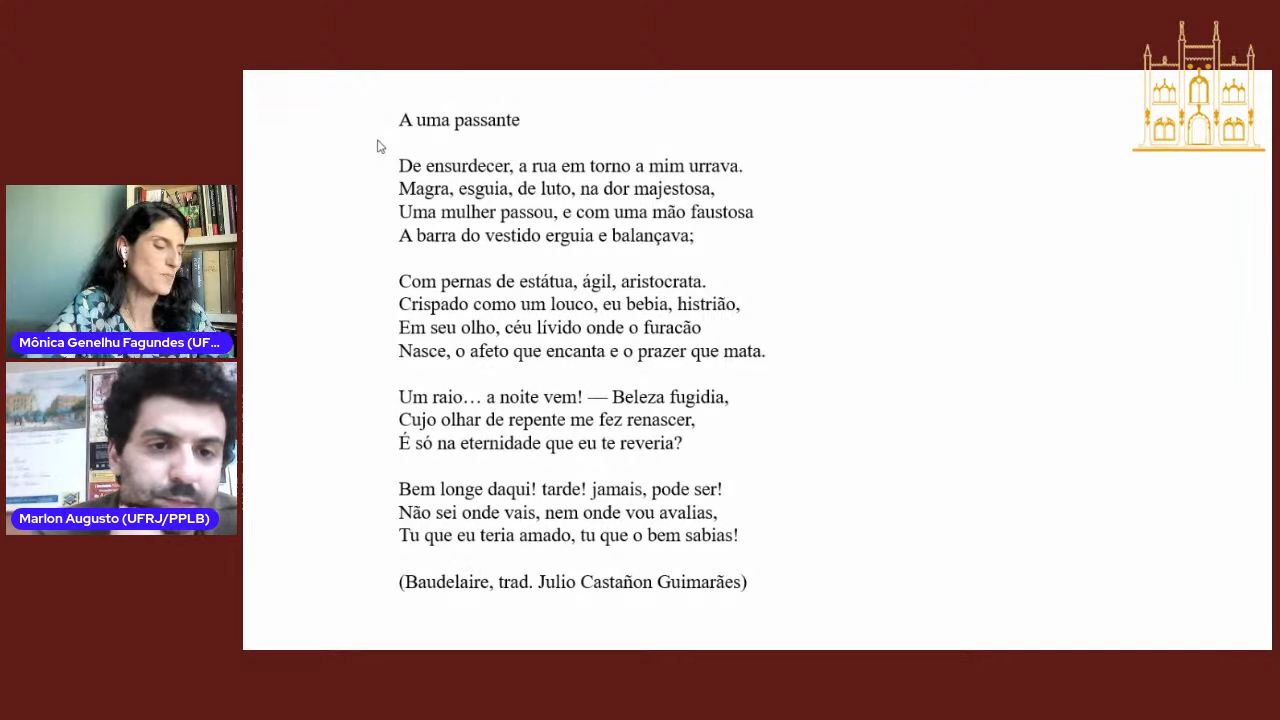 A uma passante
De ensurdecer, a rua em torno a mim urrava.
Magra, esguia, de luto, na dor majestosa,
Uma mulher passou, e com uma mão faustosa
A barra do vestido erguia e balançava;
Com pernas de estátua, ágil, aristocrata.
Crispado como um louco, eu bebia, histrião,
Em seu olho, céu lívido onde o furacão
Nasce, o afeto que encanta e o prazer que mata.
Um raio… a noite vem! — Beleza fugidia,
Cujo olhar de repente me fez renascer,
É só na eternidade que eu te reveria?
Bem longe daqui! tarde! jamais, pode ser!
Não sei onde vais, nem onde vou avalias,
Tu que eu teria amado, tu que o bem sabias!
(Baudelaire, trad. Julio Castañon Guimarães)
Mônica Genelhu Fagundes (UF...
Marlon Augusto (UFRJ/PPLB)